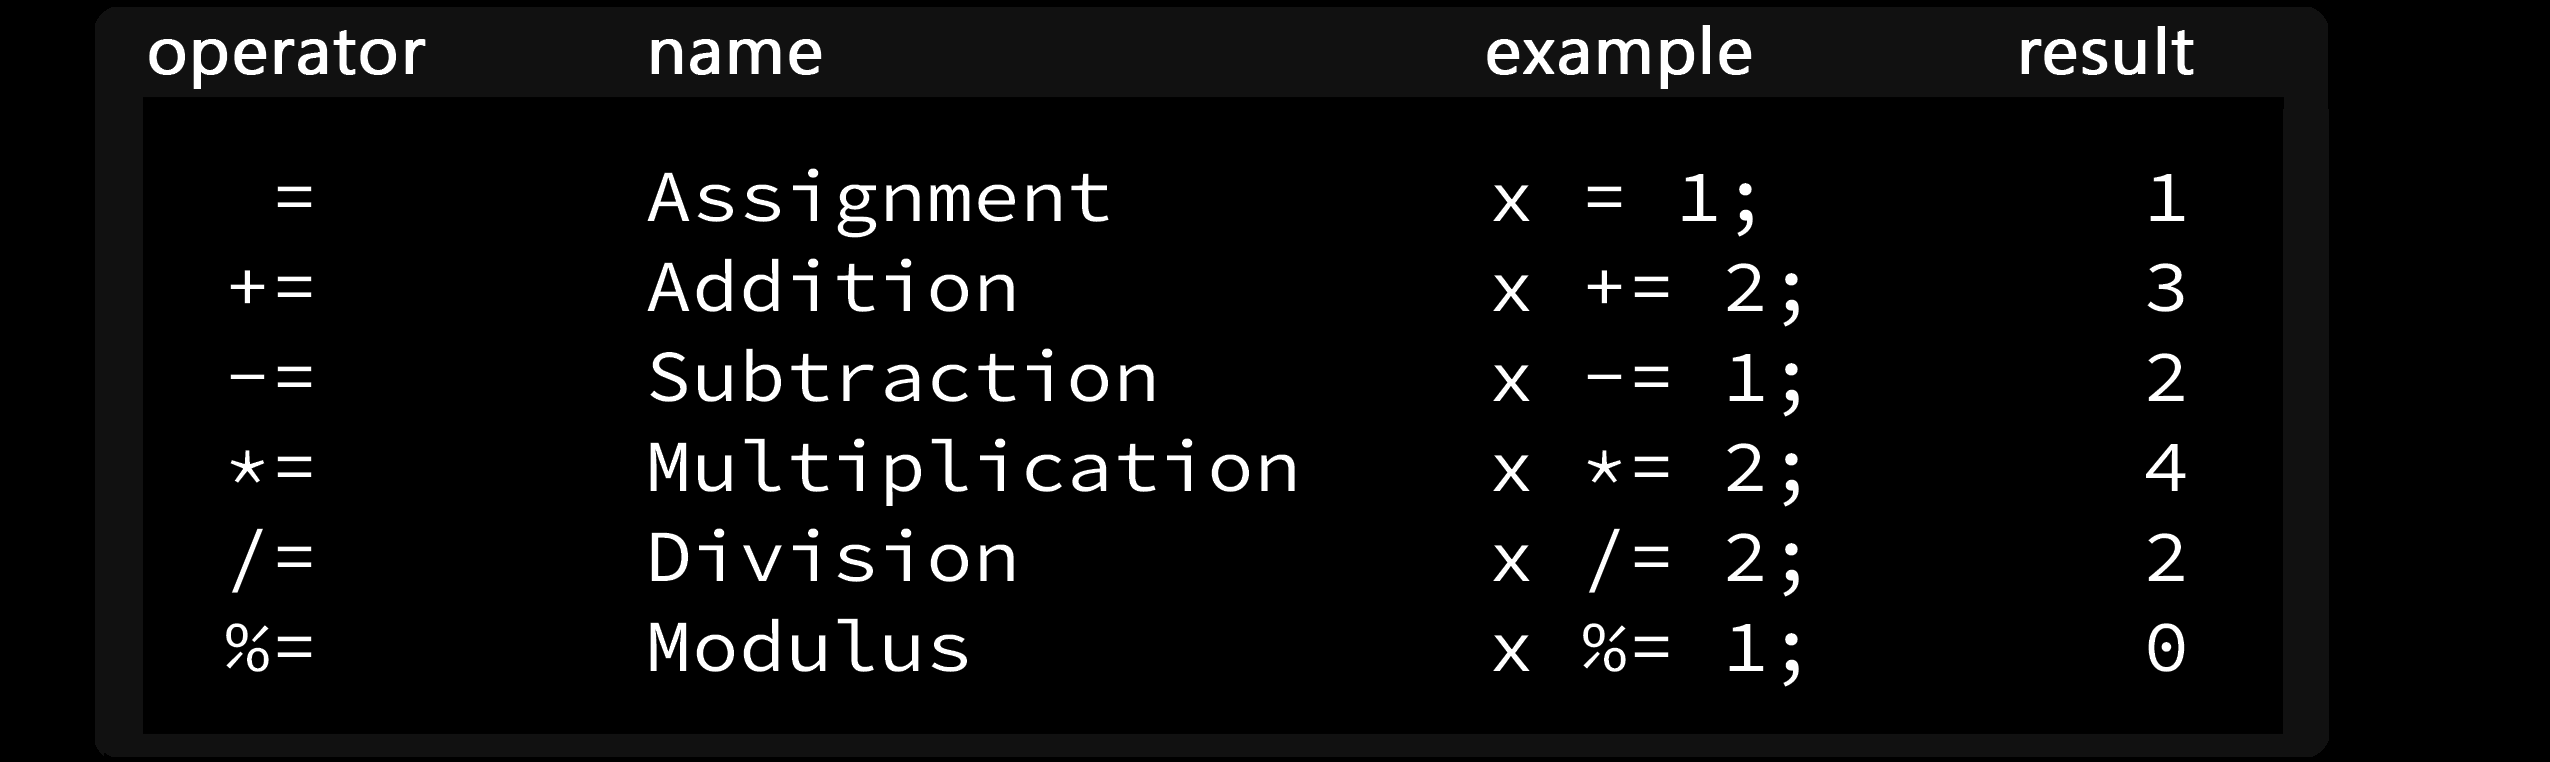 operator name example result
= Assignment x = 1; 1
+= Addition x += 2; 3
-= Subtraction x -= 1; 2
*= Multiplication x *= 2; 4
/= Division x /= 2; 2
%= Modulus x %= 1; 0